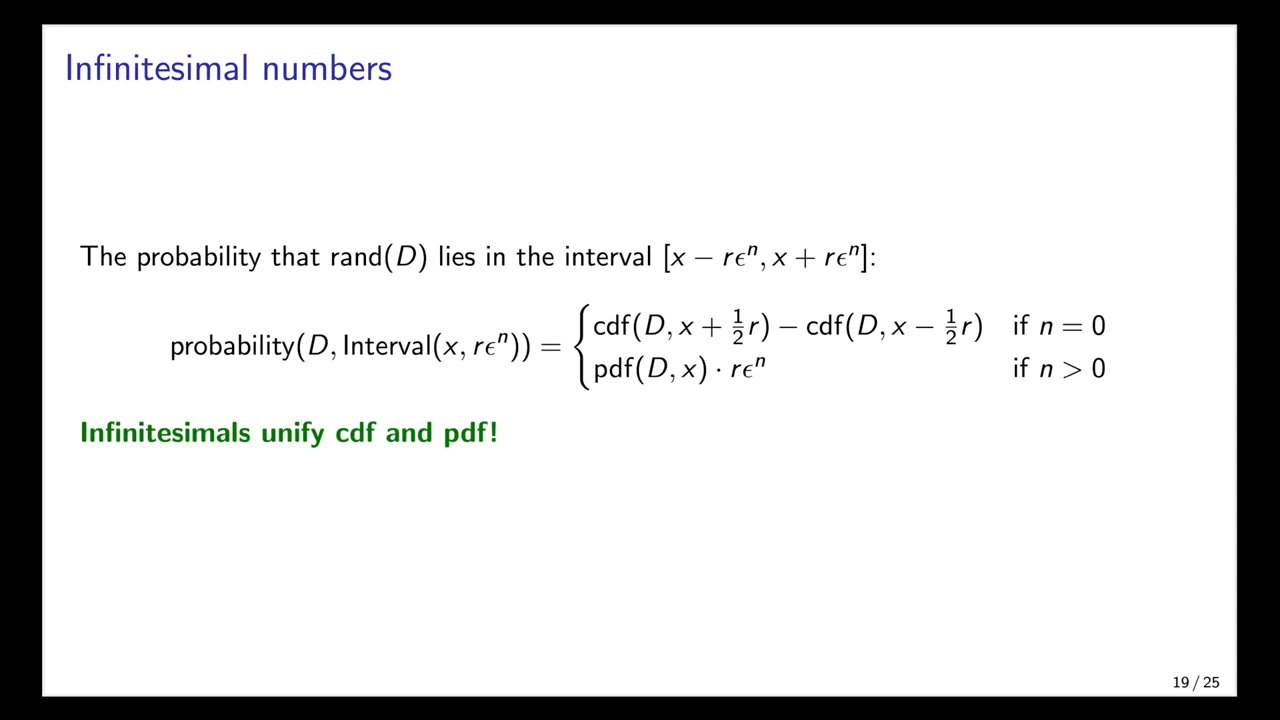 Infinitesimal numbers
The probability that rand(D) lies in the interval [x − rϵⁿ, x + rϵⁿ]:
probability(D, Interval(x, rϵⁿ)) = {cdf(D, x + ½r) − cdf(D, x − ½r) if n = 0
pdf(D, x) · rϵⁿ if n > 0
Infinitesimals unify cdf and pdf!
19 / 25